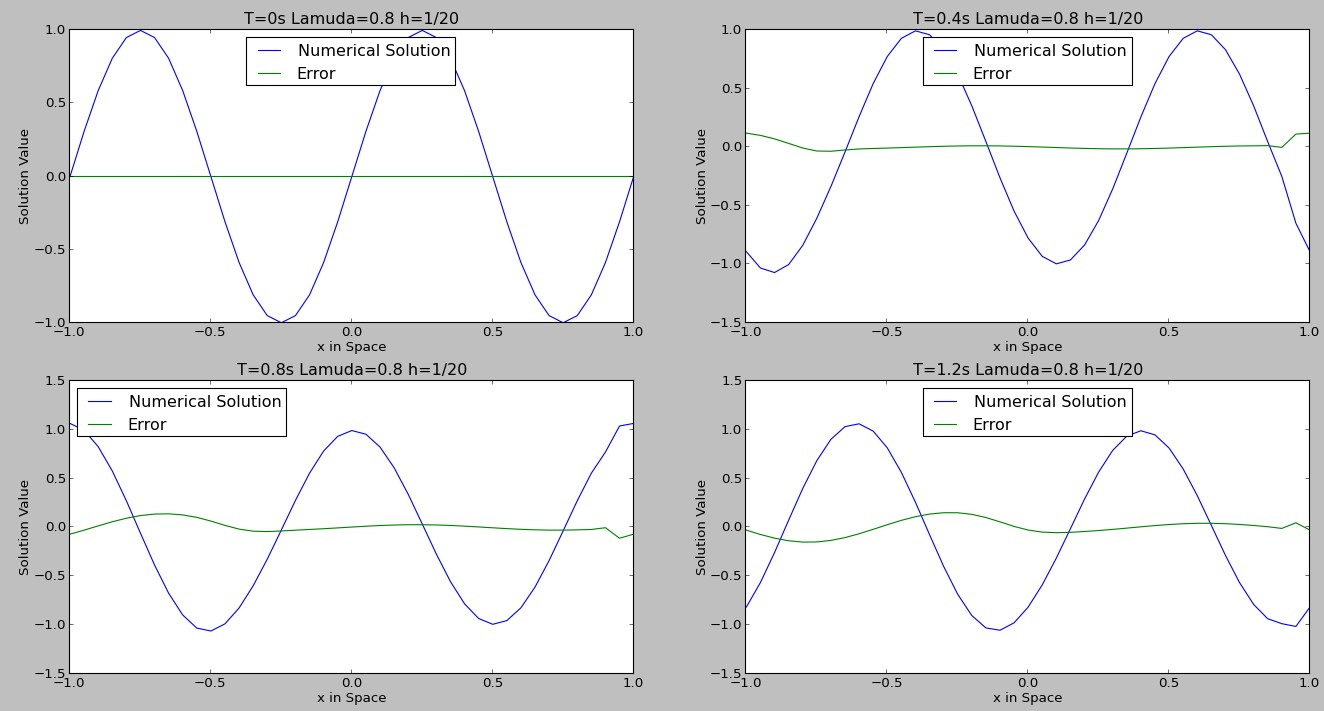 T=0s Lamuda=0.8 h=1/20
Numerical Solution
Error
Solution Value
1.0
0.5
0.0
−0.5
−1.0
−1.0
−0.5
0.0
0.5
1.0
x in Space
T=0.4s Lamuda=0.8 h=1/20
Numerical Solution
Error
Solution Value
1.0
0.5
0.0
−0.5
−1.0
−1.5
−1.0
−0.5
0.0
0.5
1.0
x in Space
T=0.8s Lamuda=0.8 h=1/20
Numerical Solution
Error
Solution Value
1.5
1.0
0.5
0.0
−0.5
−1.0
−1.5
−1.0
−0.5
0.0
0.5
1.0
x in Space
T=1.2s Lamuda=0.8 h=1/20
Numerical Solution
Error
Solution Value
1.5
1.0
0.5
0.0
−0.5
−1.0
−1.5
−1.0
−0.5
0.0
0.5
1.0
x in Space